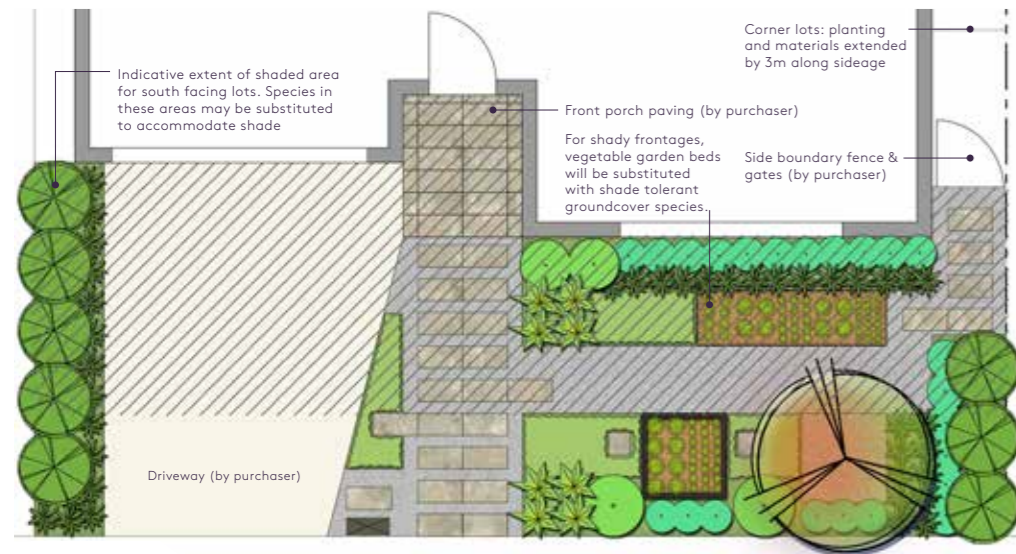 Indicative extent of shaded area
for south facing lots. Species in
these areas may be substituted
to accommodate shade
Front porch paving (by purchaser)
For shady frontages,
vegetable garden beds
will be substituted
with shade tolerant
groundcover species.
Corner lots: planting
and materials extended
by 3m along sideage
Side boundary fence &
gates (by purchaser)
Driveway (by purchaser)